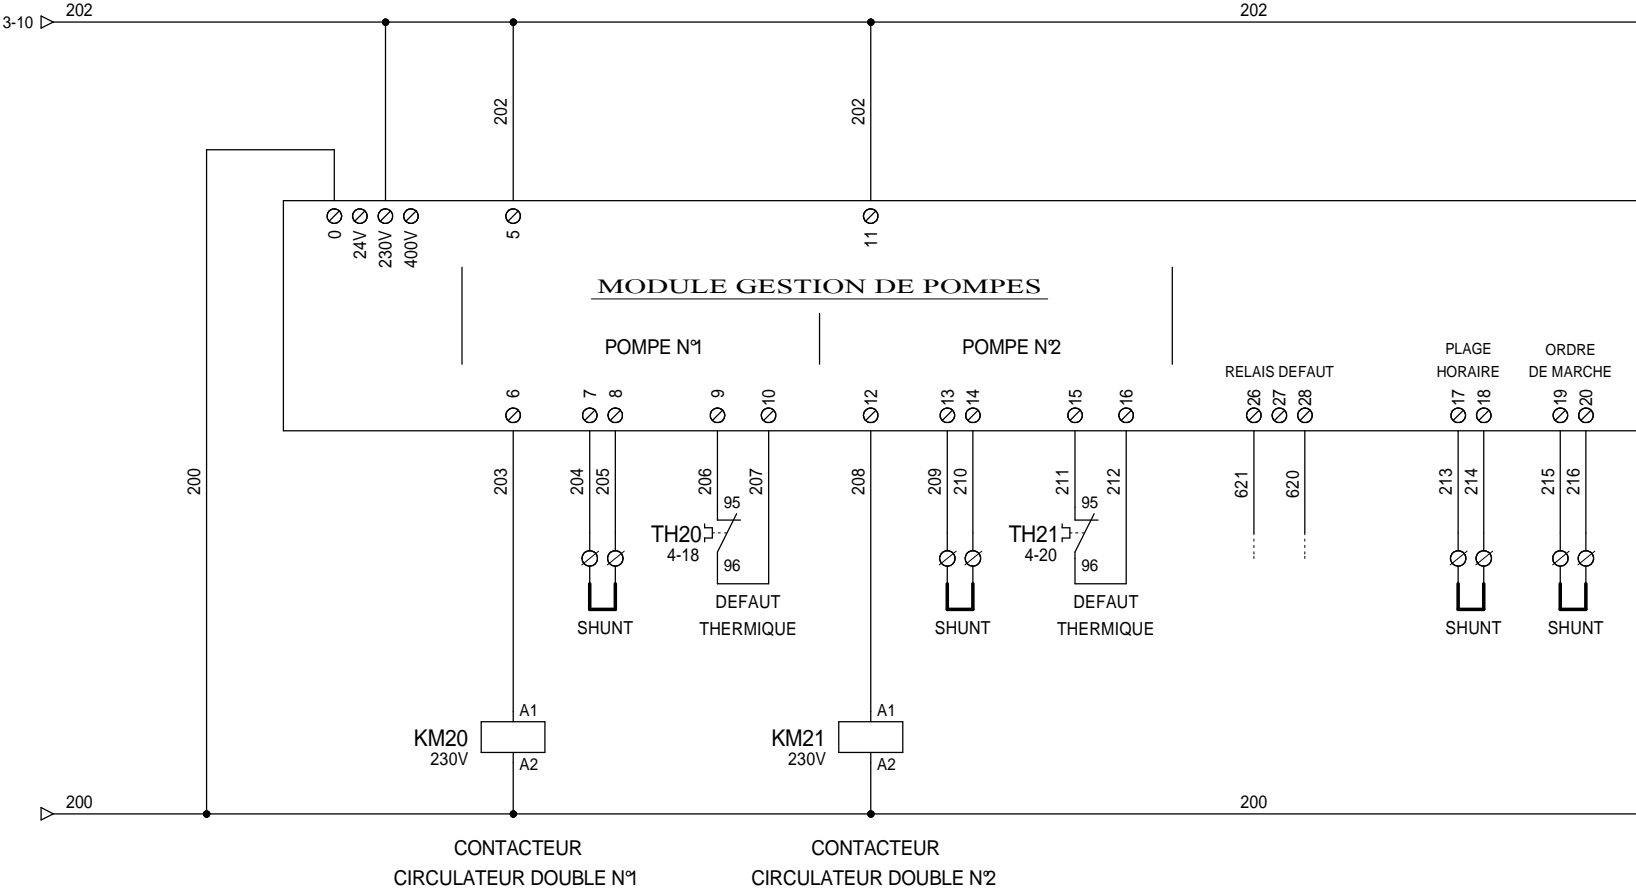 202
202
3-10
202
202
0
24V
230V
400V
5
11
MODULE GESTION DE POMPES
POMPE N°1
POMPE N°2
PLAGE
HORAIRE
ORDRE
DE MARCHE
RELAIS DEFAUT
6
7
8
9
10
12
13
14
15
16
26
27
28
17
18
19
20
200
203
204
205
206
207
208
209
210
211
212
621
620
213
214
215
216
95
95
TH20
4-18
TH21
4-20
96
96
DEFAUT
THERMIQUE
DEFAUT
THERMIQUE
SHUNT
SHUNT
SHUNT
SHUNT
A1
A1
KM20
230V
KM21
230V
A2
A2
200
200
CONTACTEUR
CIRCULATEUR DOUBLE N°1
CONTACTEUR
CIRCULATEUR DOUBLE N°2